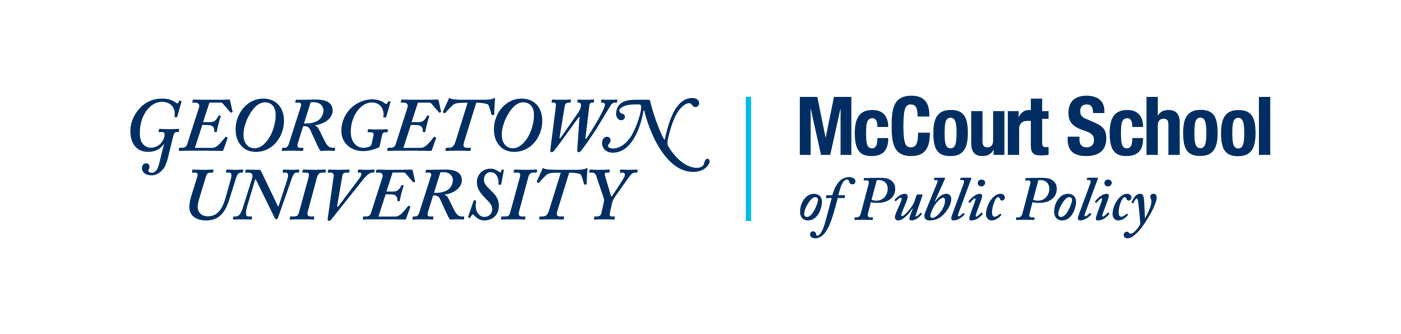 GEORGETOWN
UNIVERSITY
McCourt School
of Public Policy